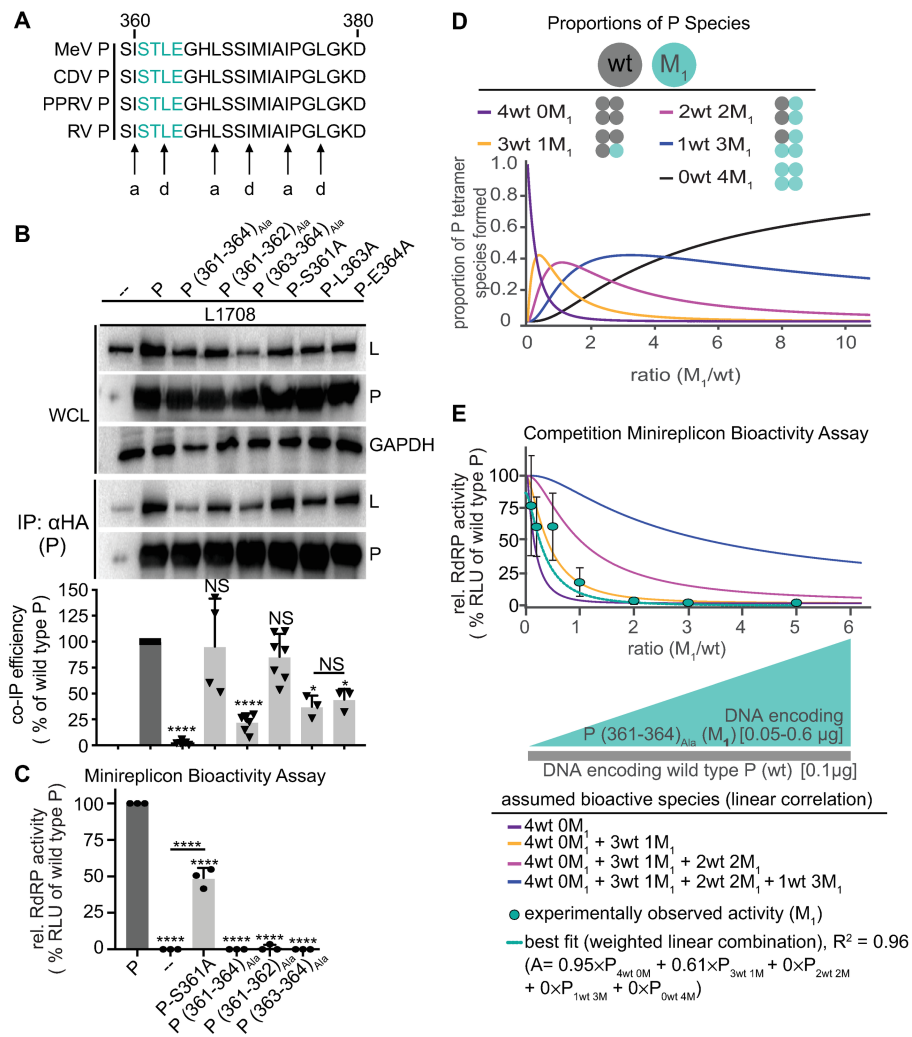 A
360 380
MeV P SISTLEGHLSSIMIAIPGLGKD
CDV P SISTLEGHLSSIMIAIPGLGKD
PPRV P SISTLEGHLSSIMIAIPGLGKD
RV P SISTLEGHLSSIMIAIPGLGKD
a d a d a d
B
--
P
P (361-364)Ala
P (361-362)Ala
P (363-364)Ala
P-S361A
P-L363A
P-E364A
L1708
WCL
L
P
GAPDH
IP: αHA
(P)
L
P
co-IP efficiency
( % of wild type P)
150
125
100
75
50
25
0
****
NS
****
NS
*
NS
*
C
Minireplicon Bioactivity Assay
rel. RdRP activity
( % RLU of wild type P)
100
75
50
25
0
****
****
****
****
****
****
P
--
P-S361A
P (361-364)Ala
P (361-362)Ala
P (363-364)Ala
D
Proportions of P Species
wt M1
4wt 0M1
3wt 1M1
2wt 2M1
1wt 3M1
0wt 4M1
proportion of P tetramer
species formed
1.0
0.8
0.6
0.4
0.2
0
0 2 4 6 8 10
ratio (M1/wt)
E
Competition Minireplicon Bioactivity Assay
rel. RdRP activity
( % RLU of wild type P)
100
75
50
25
0
0 1 2 3 4 5 6
ratio (M1/wt)
DNA encoding
P (361-364)Ala (M1) [0.05-0.6 µg]
DNA encoding wild type P (wt) [0.1µg]
assumed bioactive species (linear correlation)
4wt 0M1
4wt 0M1 + 3wt 1M1
4wt 0M1 + 3wt 1M1 + 2wt 2M1
4wt 0M1 + 3wt 1M1 + 2wt 2M1 + 1wt 3M1
experimentally observed activity (M1)
best fit (weighted linear combination), R2 = 0.96
(A= 0.95×P4wt 0M + 0.61×P3wt 1M + 0×P2wt 2M
+ 0×P1wt 3M + 0×P0wt 4M)